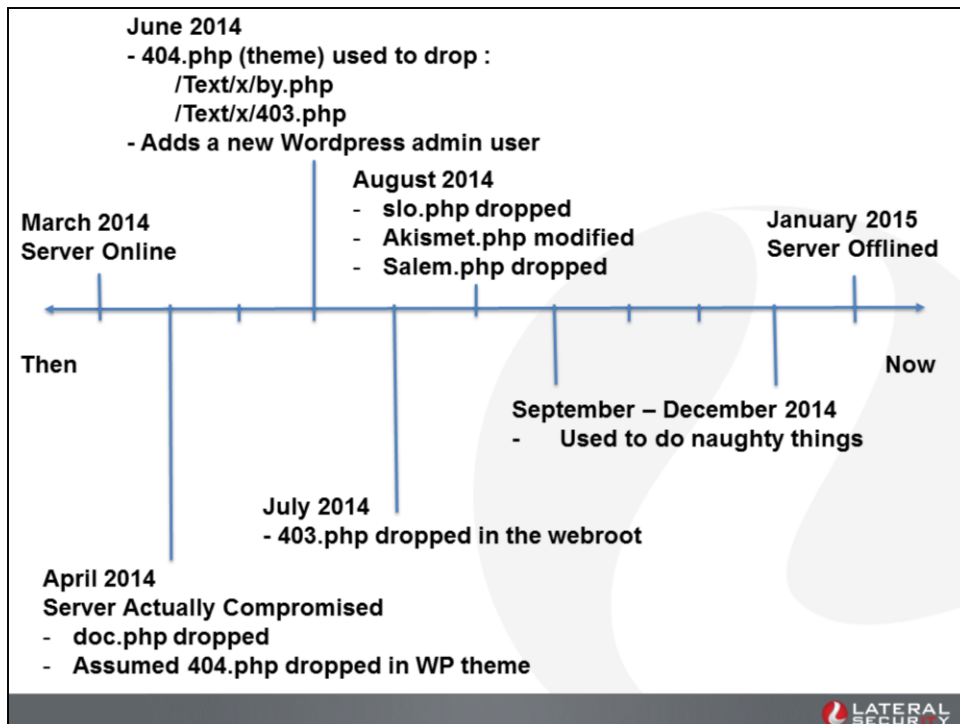 June 2014
- 404.php (theme) used to drop :
/Text/x/by.php
/Text/x/403.php
- Adds a new Wordpress admin user
August 2014
- slo.php dropped
- Akismet.php modified
- Salem.php dropped
March 2014
Server Online
January 2015
Server Offlined
Then
Now
September – December 2014
- Used to do naughty things
July 2014
- 403.php dropped in the webroot
April 2014
Server Actually Compromised
- doc.php dropped
- Assumed 404.php dropped in WP theme
LATERAL
SECURITY